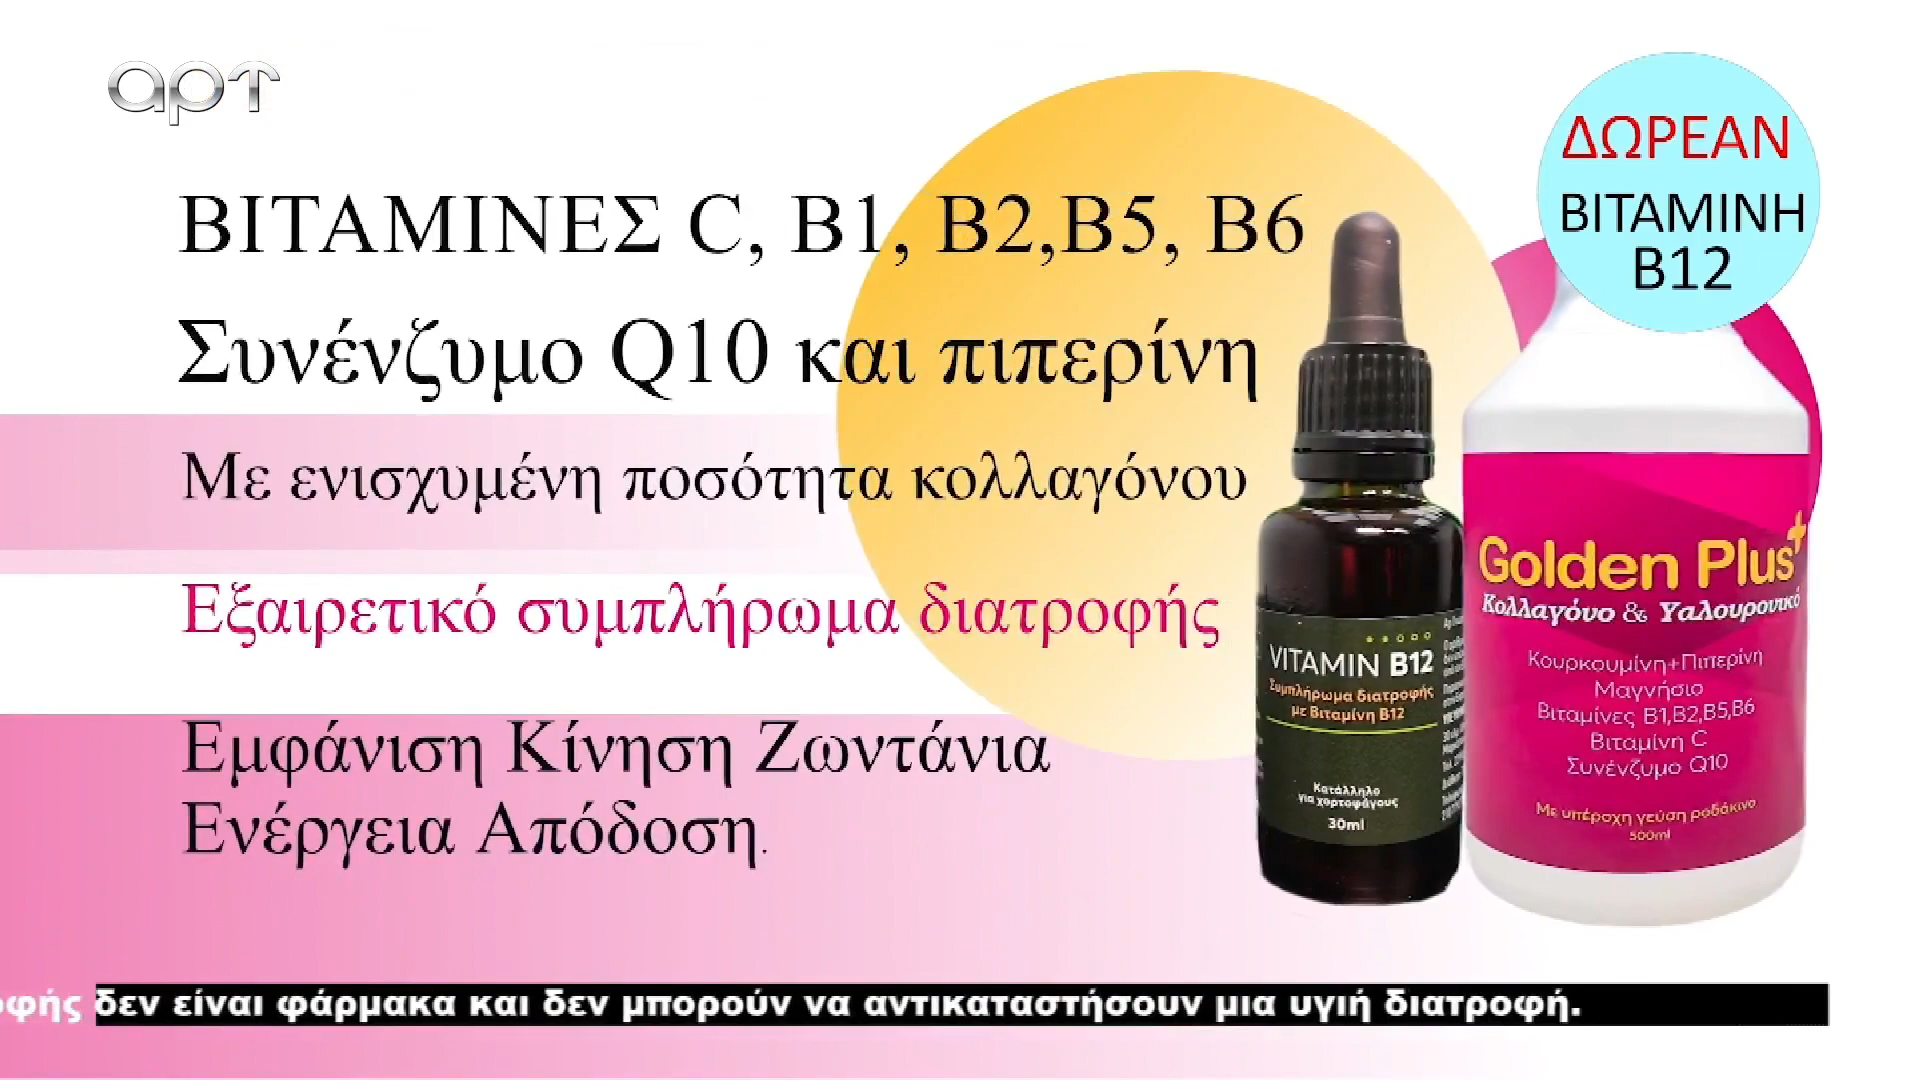 αρτ
ΔΩΡΕΑΝ
ΒΙΤΑΜΙΝΗ
B12
ΒΙΤΑΜΙΝΕΣ C, B1, B2,B5, B6
Συνένζυμο Q10 και πιπερίνη
Με ενισχυμένη ποσότητα κολλαγόνου
Εξαιρετικό συμπλήρωμα διατροφής
Εμφάνιση Κίνηση Ζωντάνια
Ενέργεια Απόδοση.
VITAMIN B12
Συμπλήρωμα διατροφής
με Βιταμίνη B12
Κατάλληλο
για χορτοφάγους
30ml
Golden Plus+
Κολλαγόνο & Υαλουρονικό
Κουρκουμίνη+Πιπερίνη
Μαγνήσιο
Βιταμίνες B1,B2,B5,B6
Βιταμίνη C
Συνένζυμο Q10
Με υπέροχη γεύση ροδάκινο
500ml
φής δεν είναι φάρμακα και δεν μπορούν να αντικαταστήσουν μια υγιή διατροφή.